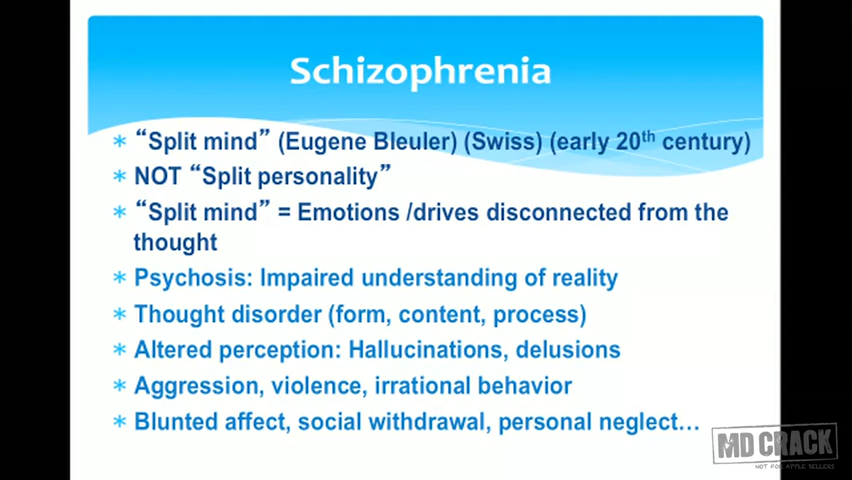 Schizophrenia
* “Split mind” (Eugene Bleuler) (Swiss) (early 20th century)
* NOT “Split personality”
* “Split mind” = Emotions /drives disconnected from the
thought
* Psychosis: Impaired understanding of reality
* Thought disorder (form, content, process)
* Altered perception: Hallucinations, delusions
* Aggression, violence, irrational behavior
* Blunted affect, social withdrawal, personal neglect…
MD CRACK
NOT FOR APPLE SELLERS